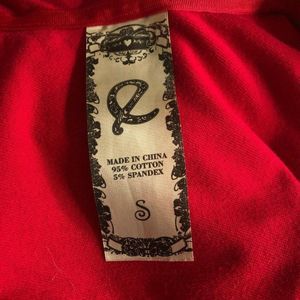 e
MADE IN CHINA
95% COTTON
5% SPANDEX
S